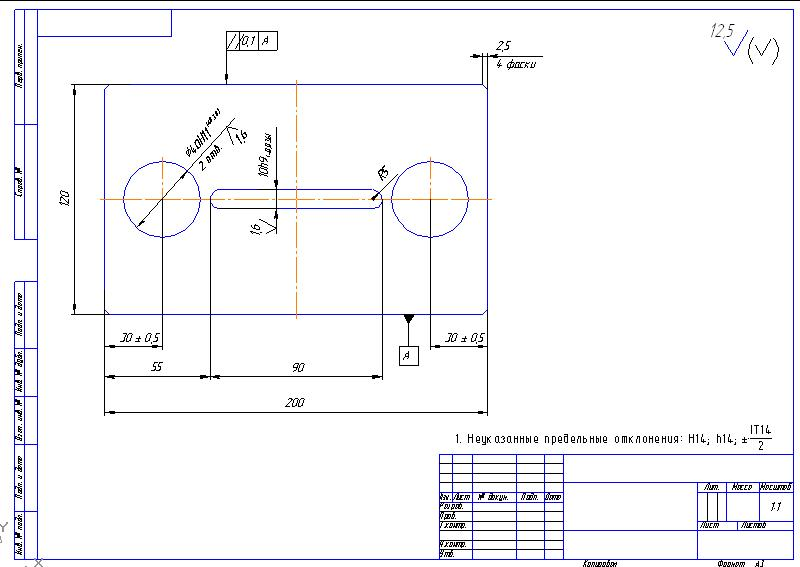 Перв. примен.
Справ. №
Подп. и дата
Инв. № дубл.
Взам. инв. №
Подп. и дата
Инв. № подл.
// 0,1 А
2,5
4 фаски
12,5
Ф40Н11
2 отв.
1,6
10h9
R5
1,6
120
30 ± 0,5
А
30 ± 0,5
55
90
200
1. Неуказанные предельные отклонения: Н14; h14; ± IT14
2
Лит. Масса Масштаб
Изм. Лист № докум. Подп. Дата
Разраб.
1:1
Пров.
Т.контр.
Лист Листов
Н.контр.
Утв.
Копировал Формат А3
Y
X